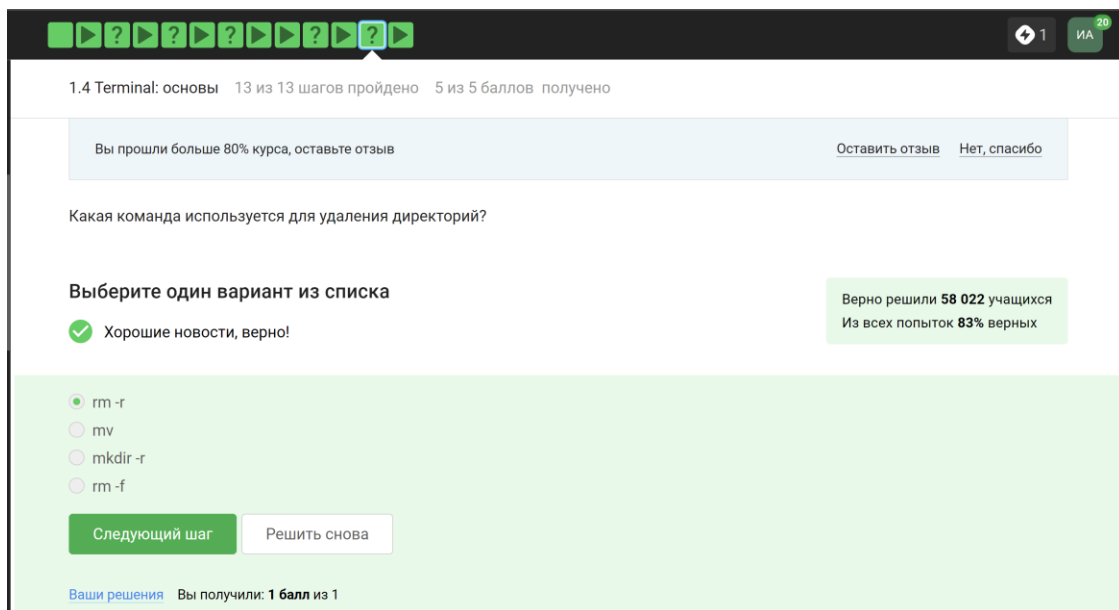 ? ? ? ? ?
1
ИА
20
1.4 Terminal: основы 13 из 13 шагов пройдено 5 из 5 баллов получено
Вы прошли больше 80% курса, оставьте отзыв
Оставить отзыв Нет, спасибо
Какая команда используется для удаления директорий?
Выберите один вариант из списка
Хорошие новости, верно!
Верно решили 58 022 учащихся
Из всех попыток 83% верных
rm -r
mv
mkdir -r
rm -f
Следующий шаг Решить снова
Ваши решения Вы получили: 1 балл из 1